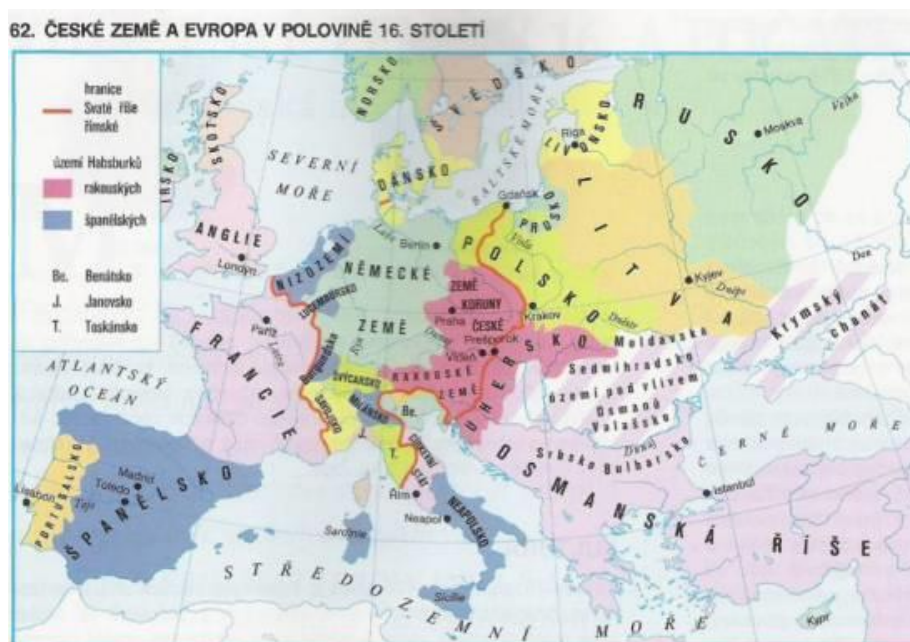 62. ČESKÉ ZEMĚ A EVROPA V POLOVINĚ 16. STOLETÍ
hranice
Svaté říše
římské
území Habsburků
rakouských
španělských
Be. Benátsko
J. Janovsko
T. Toskánsko
NORSKO
ŠVÉDSKO
SKOTSKO
IRSKO
SEVERNÍ
MOŘE
DÁNSKO
BALTSKÉ MOŘE
Riga
LIVONSKO
RUSKO
Moskva
ANGLIE
Londýn
NIZOZEMÍ
Labe
Berlín
Gdaňsk
PRUSKO
Visla
POLSKO
LITVA
Kyjev
Dněpr
Don
LUCEMBURSKO
NĚMECKÉ
ZEMĚ
ZEMĚ
KORUNY
ČESKÉ
Praha
Krakov
Dněstr
Paříž
FRANCIE
Prešporok
Vídeň
RAKOUSKÉ
ZEMĚ
UHERSKO
Moldavsko
Sedmihradsko
území pod vlivem
Osmanů
Valašsko
Krymský
chanát
ATLANTSKÝ
OCEÁN
ŠVÝCARSKO
SAVOJSKO
MILÁNSKO
Be.
J.
T.
CÍRKEVNÍ
STÁT
Řím
Neapol
NEAPOLSKO
Sardinie
Sicílie
Dunaj
Srbsko
Bulharsko
ČERNÉ MOŘE
Istanbul
OSMANSKÁ ŘÍŠE
PORTUGALSKO
Lisabon
Tejo
Madrid
Toledo
ŠPANĚLSKO
STŘEDOZEMNÍ MOŘE
Kypr